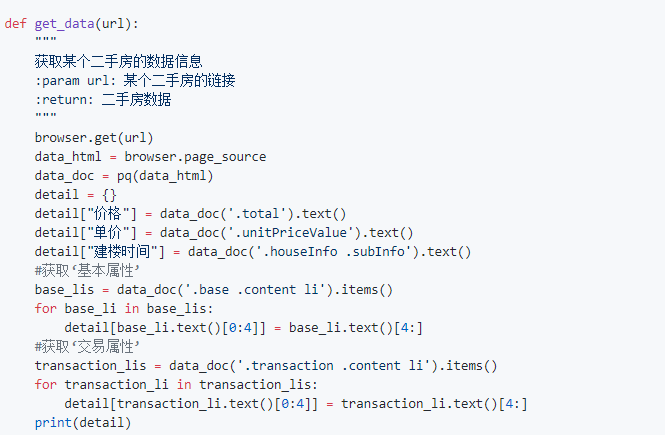 def get_data(url):
    """
    获取某个二手房的数据信息
    :param url: 某个二手房的链接
    :return: 二手房数据
    """
    browser.get(url)
    data_html = browser.page_source
    data_doc = pq(data_html)
    detail = {}
    detail["价格"] = data_doc('.total').text()
    detail["单价"] = data_doc('.unitPriceValue').text()
    detail["建楼时间"] = data_doc('.houseInfo .subInfo').text()
    #获取‘基本属性’
    base_lis = data_doc('.base .content li').items()
    for base_li in base_lis:
        detail[base_li.text()[0:4]] = base_li.text()[4:]
    #获取‘交易属性’
    transaction_lis = data_doc('.transaction .content li').items()
    for transaction_li in transaction_lis:
        detail[transaction_li.text()[0:4]] = transaction_li.text()[4:]
    print(detail)